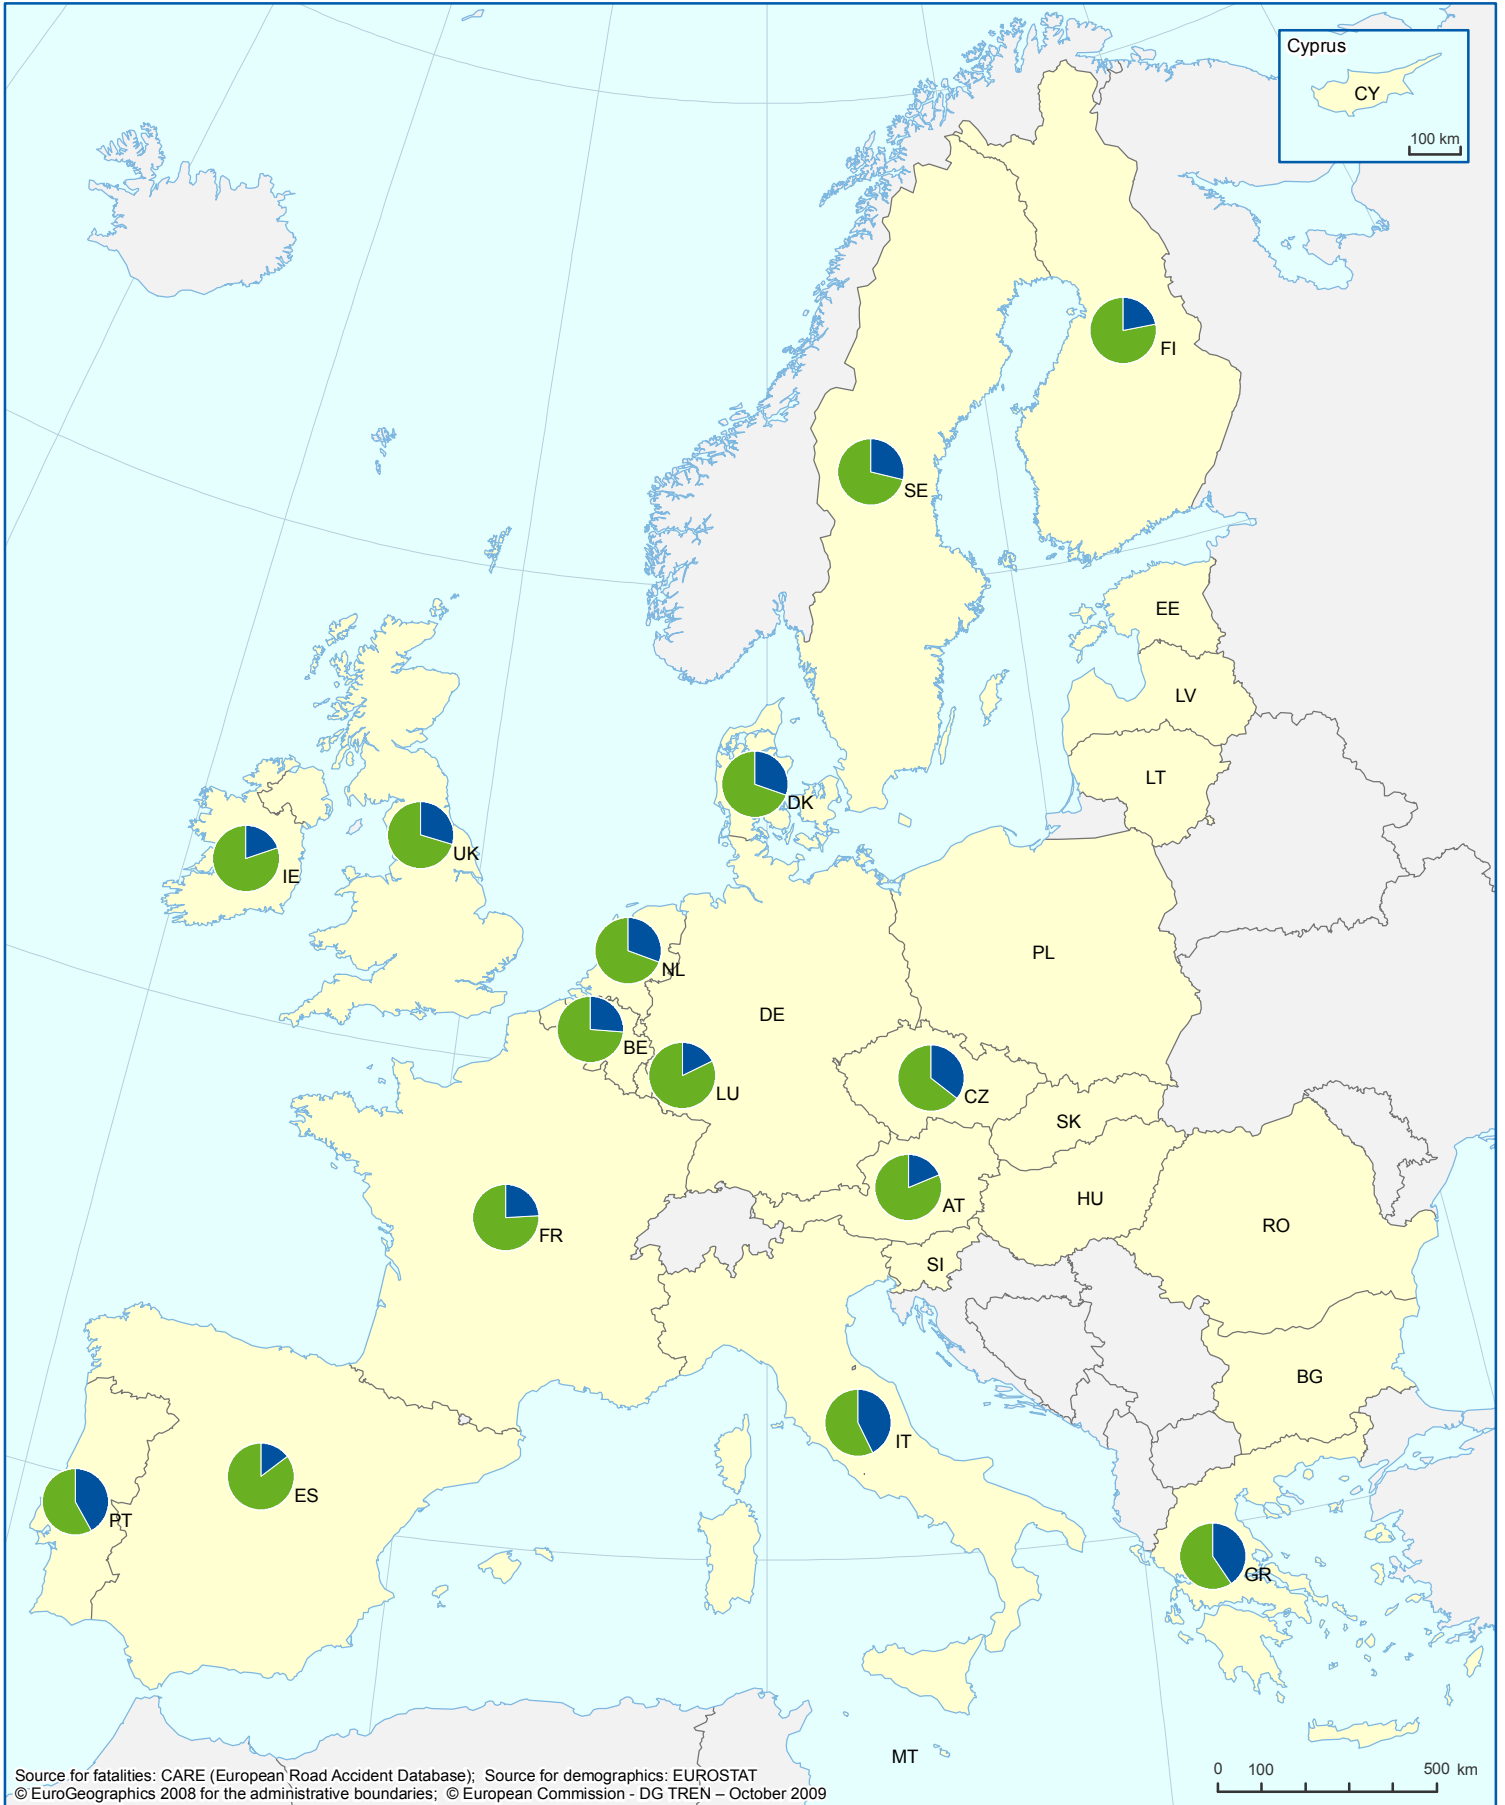 Cyprus
CY
100 km
FI
SE
EE
LV
LT
DK
UK
IE
PL
NL
DE
BE
LU
CZ
SK
AT
HU
FR
RO
SI
BG
IT
ES
PT
GR
MT
0 100 500 km
Source for fatalities: CARE (European Road Accident Database); Source for demographics: EUROSTAT
© EuroGeographics 2008 for the administrative boundaries; © European Commission - DG TREN – October 2009